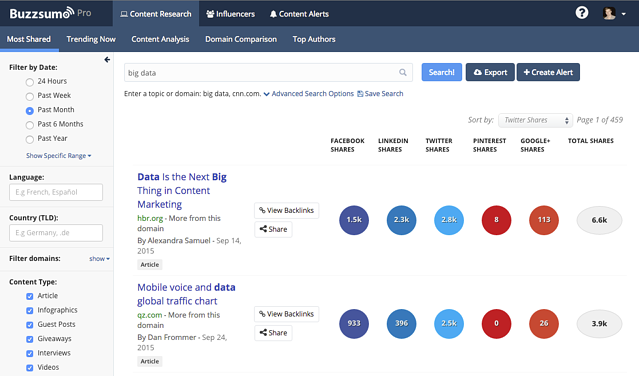 Buzzsumo Pro
Content Research
Influencers
Content Alerts
?
Most Shared
Trending Now
Content Analysis
Domain Comparison
Top Authors
Filter by Date:
24 Hours
Past Week
Past Month
Past 6 Months
Past Year
Show Specific Range
Language:
E.g French, Español
Country (TLD):
E.g Germany, .de
Filter domains: show
Content Type:
Article
Infographics
Guest Posts
Giveaways
Interviews
Videos
big data
Search!
Export
+ Create Alert
Enter a topic or domain: big data, cnn.com. Advanced Search Options Save Search
Sort by: Twitter Shares Page 1 of 459
FACEBOOK SHARES
LINKEDIN SHARES
TWITTER SHARES
PINTEREST SHARES
GOOGLE+ SHARES
TOTAL SHARES
Data Is the Next Big
Thing in Content
Marketing
hbr.org - More from this
domain
By Alexandra Samuel - Sep 14,
2015
Article
View Backlinks
Share
1.5k 2.3k 2.8k 8 113 6.6k
Mobile voice and data
global traffic chart
qz.com - More from this
domain
By Dan Frommer - Sep 24,
2015
Article
View Backlinks
Share
933 396 2.5k 0 26 3.9k